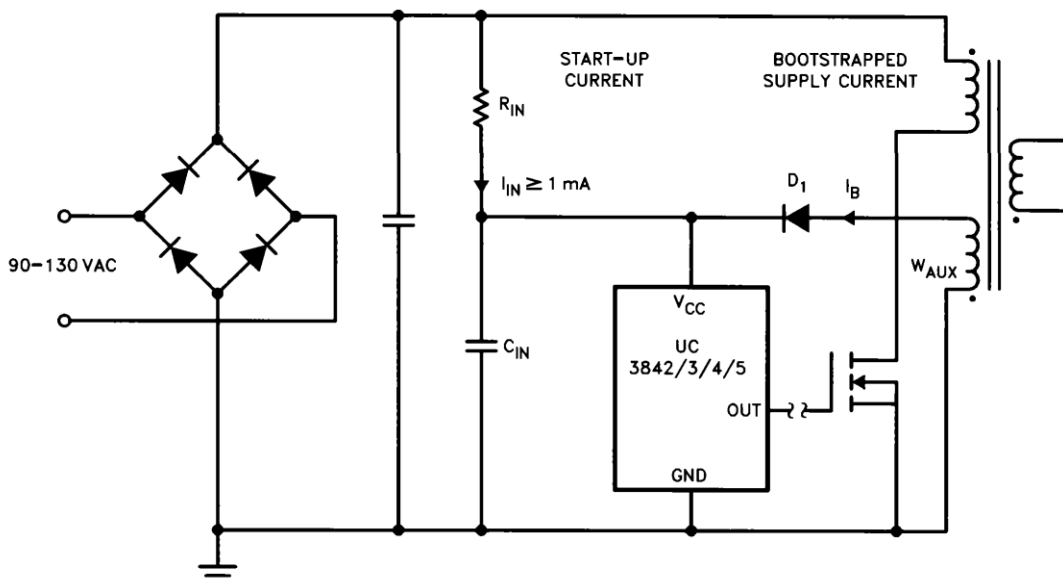 START-UP
CURRENT
BOOTSTRAPPED
SUPPLY CURRENT
R_IN
I_IN ≥ 1 mA
D_1
I_B
90-130 VAC
W_AUX
V_CC
C_IN
UC
3842/3/4/5
OUT
GND